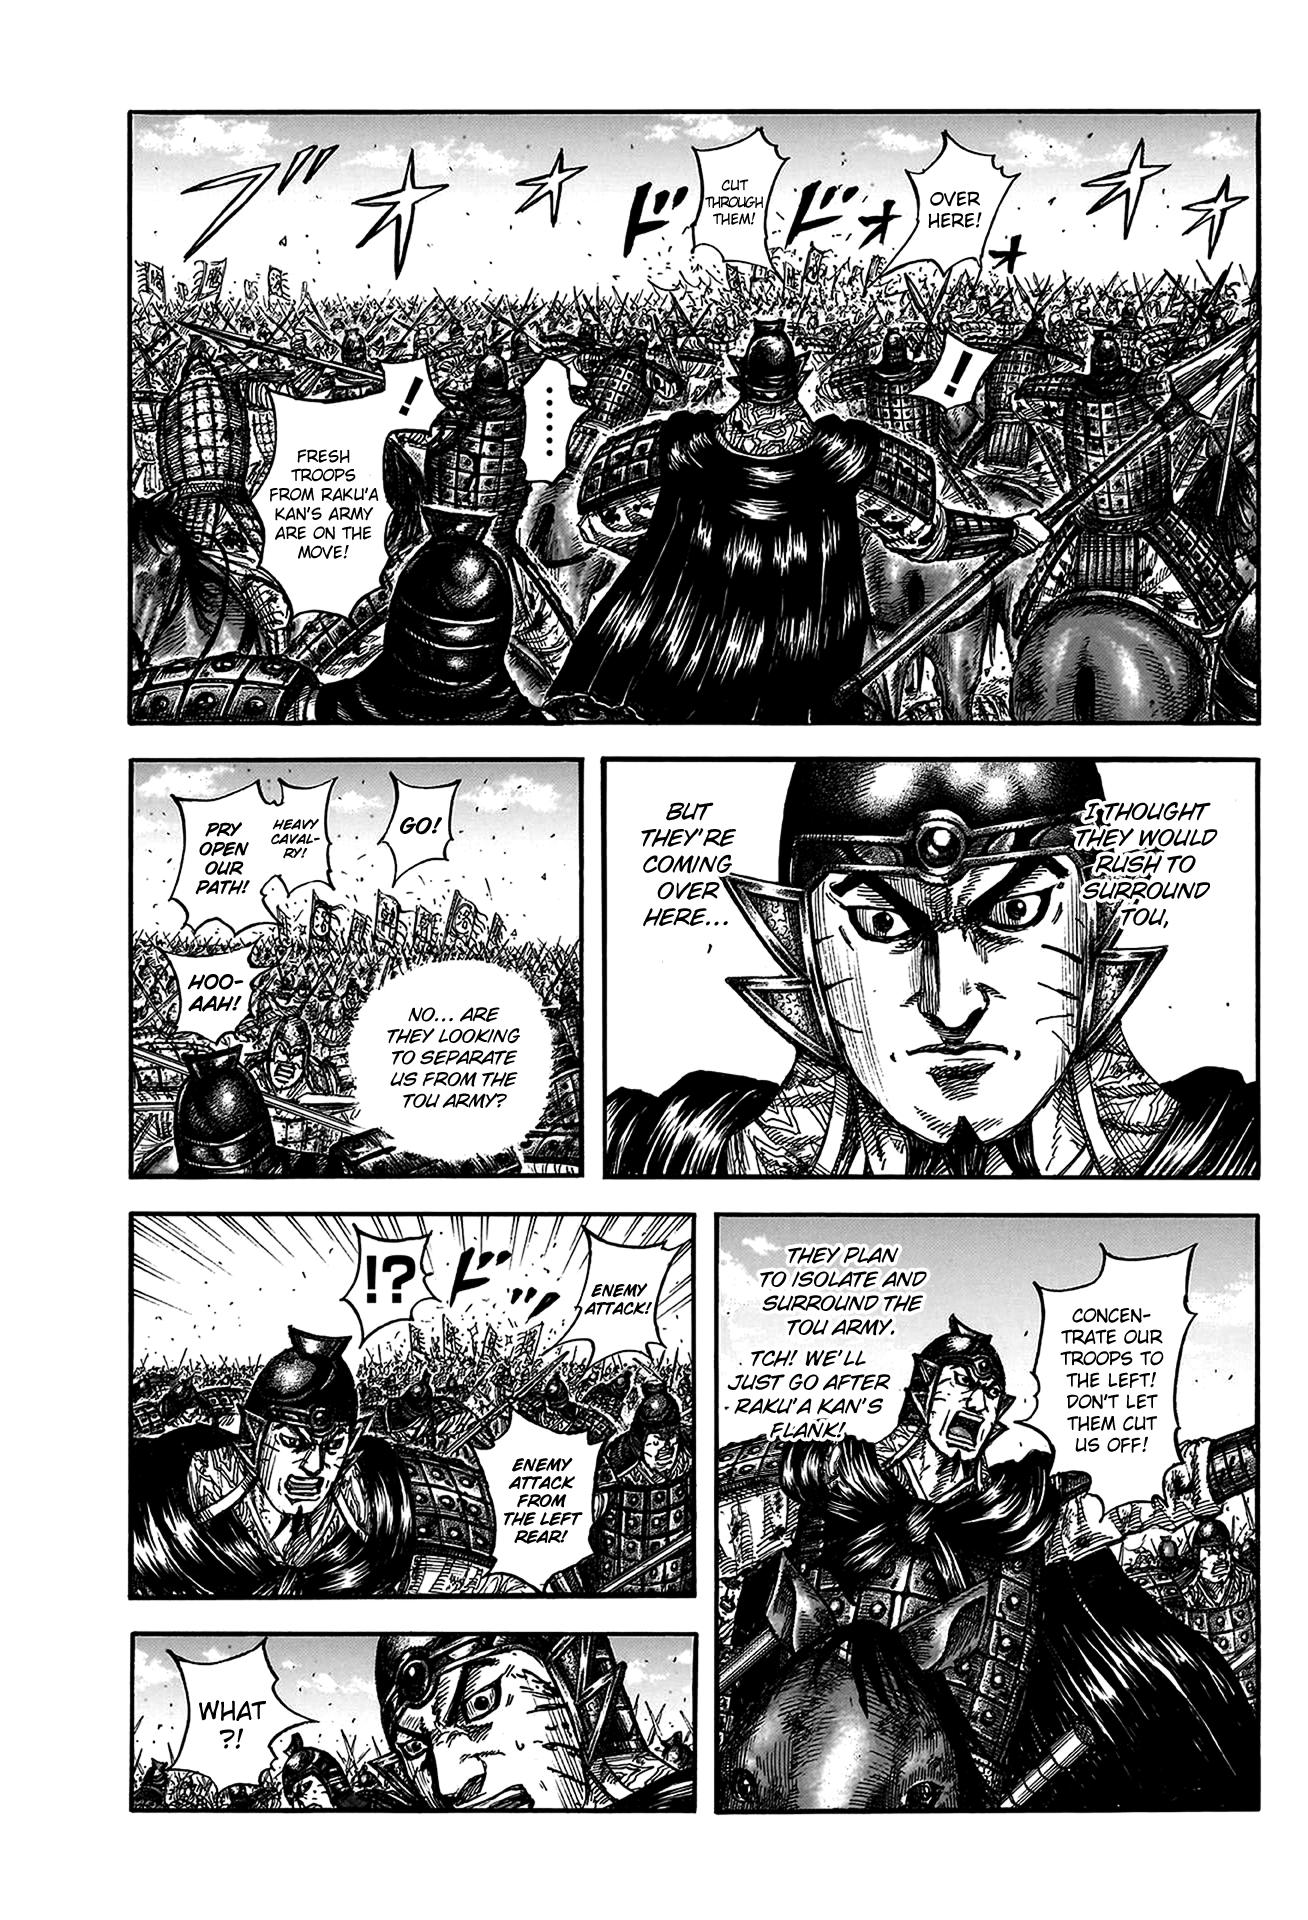 OVER
HERE!
CUT
THROUGH
THEM!
ドドォォ
ブオオオオ
!
......
!
FRESH
TROOPS
FROM RAKU'A
KAN'S ARMY
ARE ON THE
MOVE!
I THOUGHT
THEY WOULD
RUSH TO
SURROUND
TOU,
BUT
THEY'RE
COMING
OVER
HERE...
GO!
HEAVY
CAVAL-
RY!
PRY
OPEN
OUR
PATH!
HOO-
AAH!
NO... ARE
THEY LOOKING
TO SEPARATE
US FROM THE
TOU ARMY?
CONCEN-
TRATE OUR
TROOPS TO
THE LEFT!
DON'T LET
THEM CUT
US OFF!
THEY PLAN
TO ISOLATE AND
SURROUND THE
TOU ARMY.
TCH! WE'LL
JUST GO AFTER
RAKU'A KAN'S
FLANK!
ENEMY
ATTACK!
ドドッ
!?
ENEMY
ATTACK
FROM
THE LEFT
REAR!
WHAT
?!